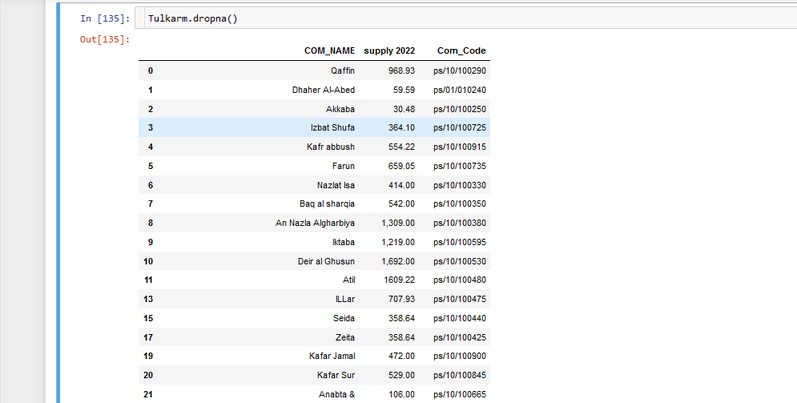 In [135]: Tulkarm.dropna()
Out[135]:
COM_NAME supply 2022 Com_Code
0 Qaffin 968.93 ps/10/100290
1 Dhaher Al-Abed 59.59 ps/01/010240
2 Akkaba 30.48 ps/10/100250
3 Izbat Shufa 364.10 ps/10/100725
4 Kafr abbush 554.22 ps/10/100915
5 Farun 659.05 ps/10/100735
6 Nazlat Isa 414.00 ps/10/100330
7 Baq al sharqia 542.00 ps/10/100350
8 An Nazla Algharbiya 1,309.00 ps/10/100380
9 Iktaba 1,219.00 ps/10/100595
10 Deir al Ghusun 1,692.00 ps/10/100530
11 Atil 1609.22 ps/10/100480
13 ILLar 707.93 ps/10/100475
15 Seida 358.64 ps/10/100440
17 Zeita 358.64 ps/10/100425
19 Kafar Jamal 472.00 ps/10/100900
20 Kafar Sur 529.00 ps/10/100845
21 Anabta & 106.00 ps/10/100665